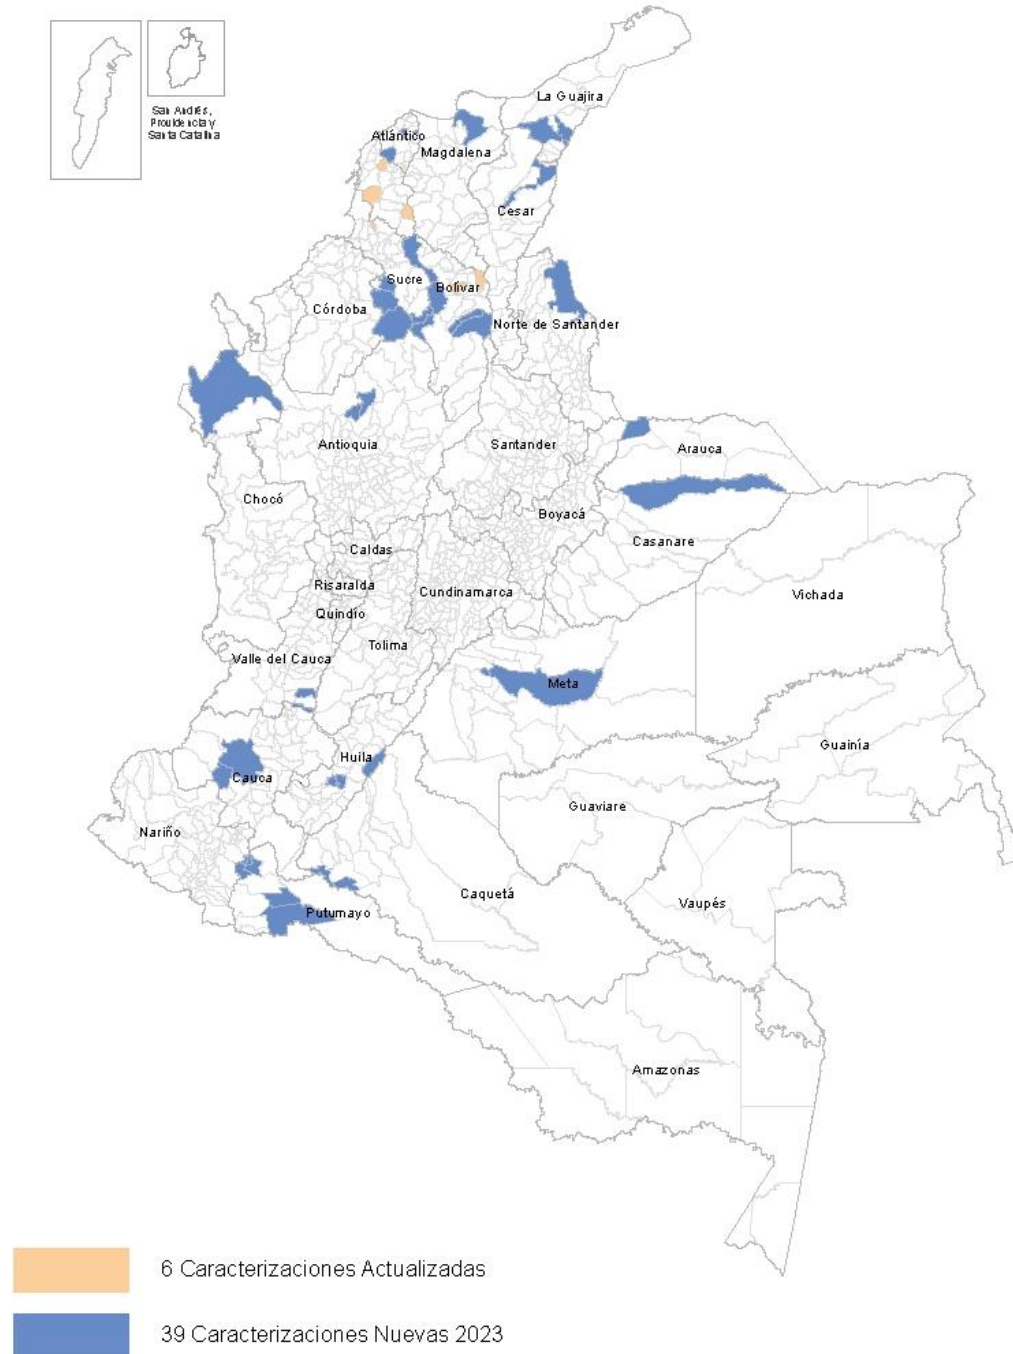 La Guajira
San Andrés,
Providencia y
Santa Catalina
Atlántico
Magdalena
Cesar
Sucre
Bolívar
Córdoba
Norte de Santander
Antioquia
Santander
Arauca
Chocó
Boyacá
Casanare
Caldas
Risaralda
Cundinamarca
Vichada
Quindío
Tolima
Valle del Cauca
Meta
Guainía
Huila
Cauca
Guaviare
Nariño
Caquetá
Vaupés
Putumayo
Amazonas
6 Caracterizaciones Actualizadas
39 Caracterizaciones Nuevas 2023